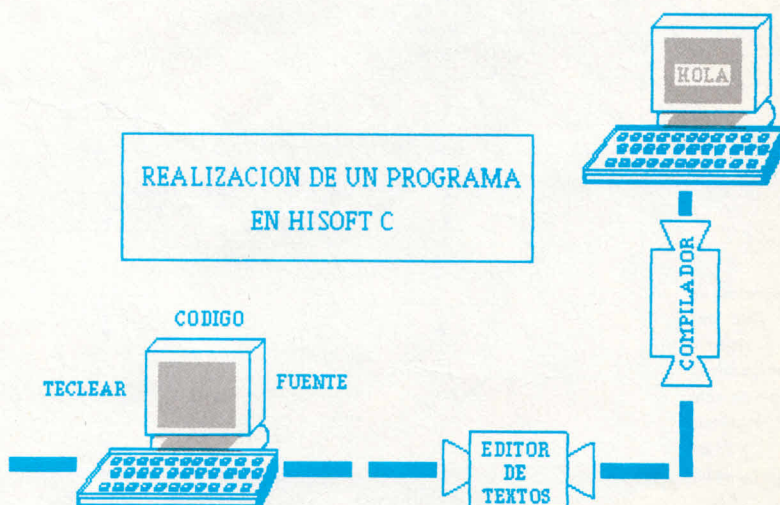 HOLA
REALIZACION DE UN PROGRAMA
EN HISOFT C
COMPILADOR
CODIGO
TECLEAR
FUENTE
EDITOR
DE
TEXTOS